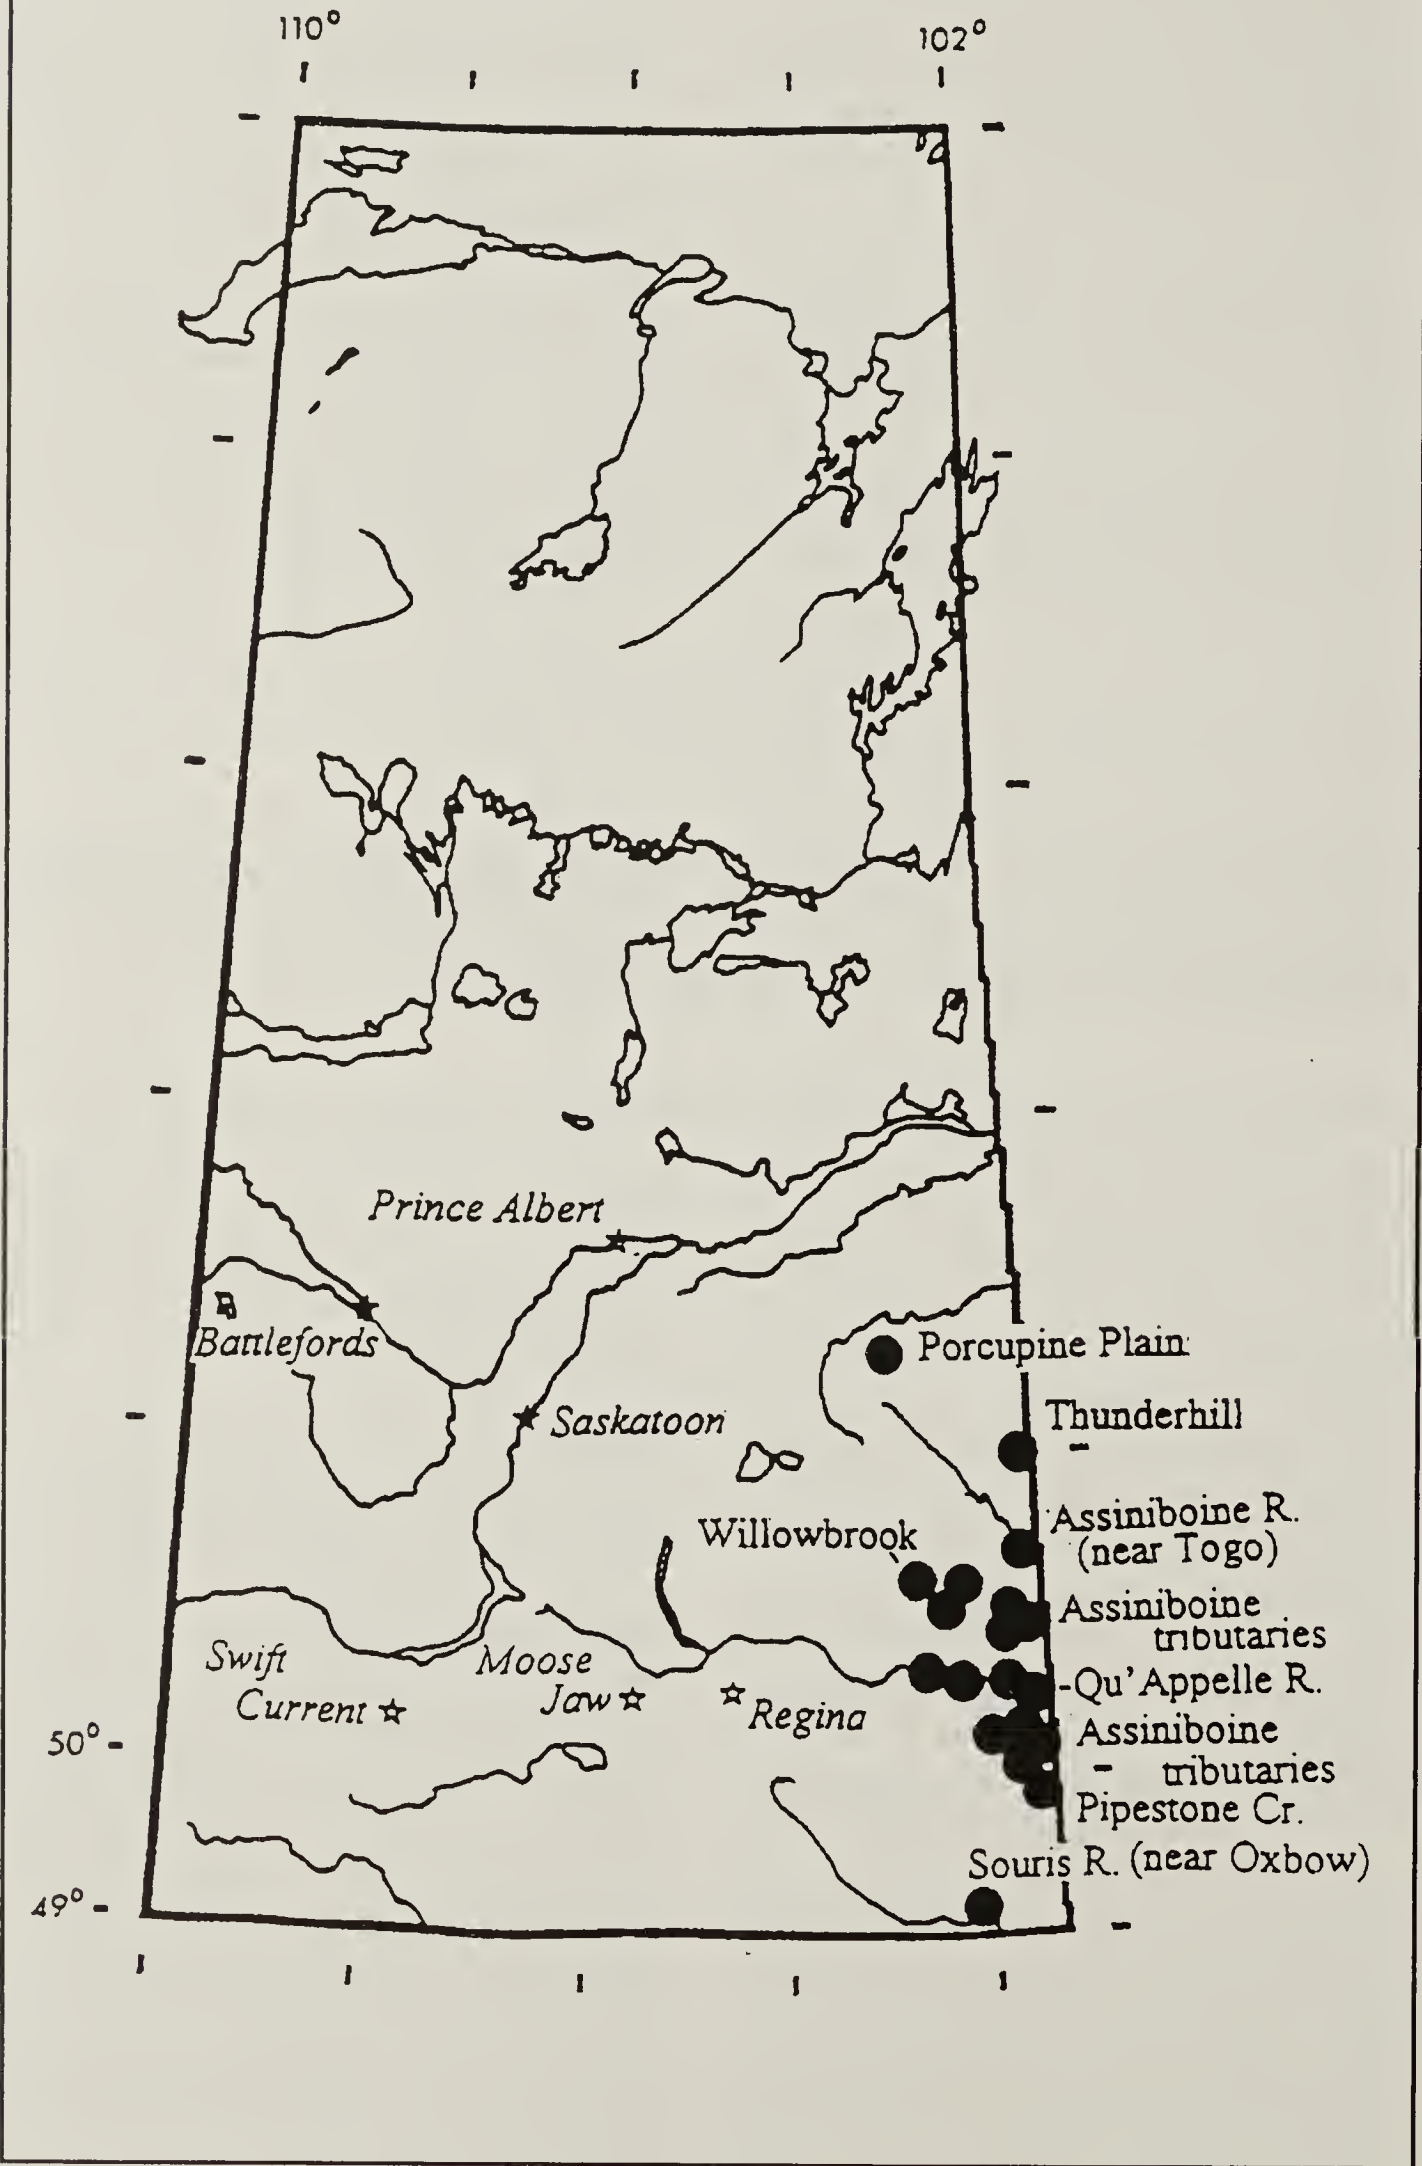 110°
102°
Prince Albert
Battlefords
Porcupine Plain
Saskatoon
Thunderhill
Assiniboine R.
(near Togo)
Willowbrook
Assiniboine
tributaries
Swift
Current
Moose
Jaw
Regina
-Qu'Appelle R.
50°
Assiniboine
tributaries
Pipestone Cr.
Souris R. (near Oxbow)
49°